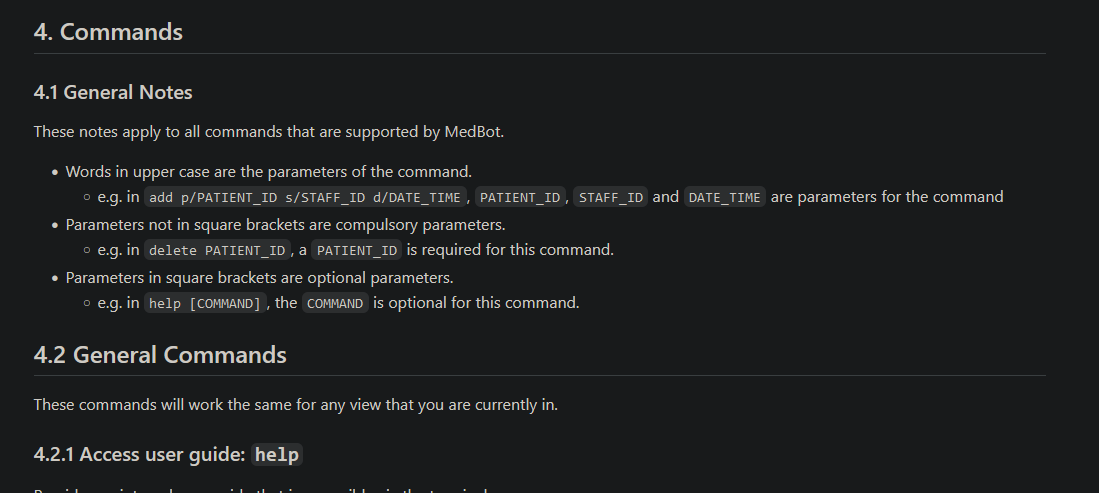 4. Commands
4.1 General Notes
These notes apply to all commands that are supported by MedBot.
• Words in upper case are the parameters of the command.
○ e.g. in add p/PATIENT_ID s/STAFF_ID d/DATE_TIME, PATIENT_ID, STAFF_ID and DATE_TIME are parameters for the command
• Parameters not in square brackets are compulsory parameters.
○ e.g. in delete PATIENT_ID, a PATIENT_ID is required for this command.
• Parameters in square brackets are optional parameters.
○ e.g. in help [COMMAND], the COMMAND is optional for this command.
4.2 General Commands
These commands will work the same for any view that you are currently in.
4.2.1 Access user guide: help